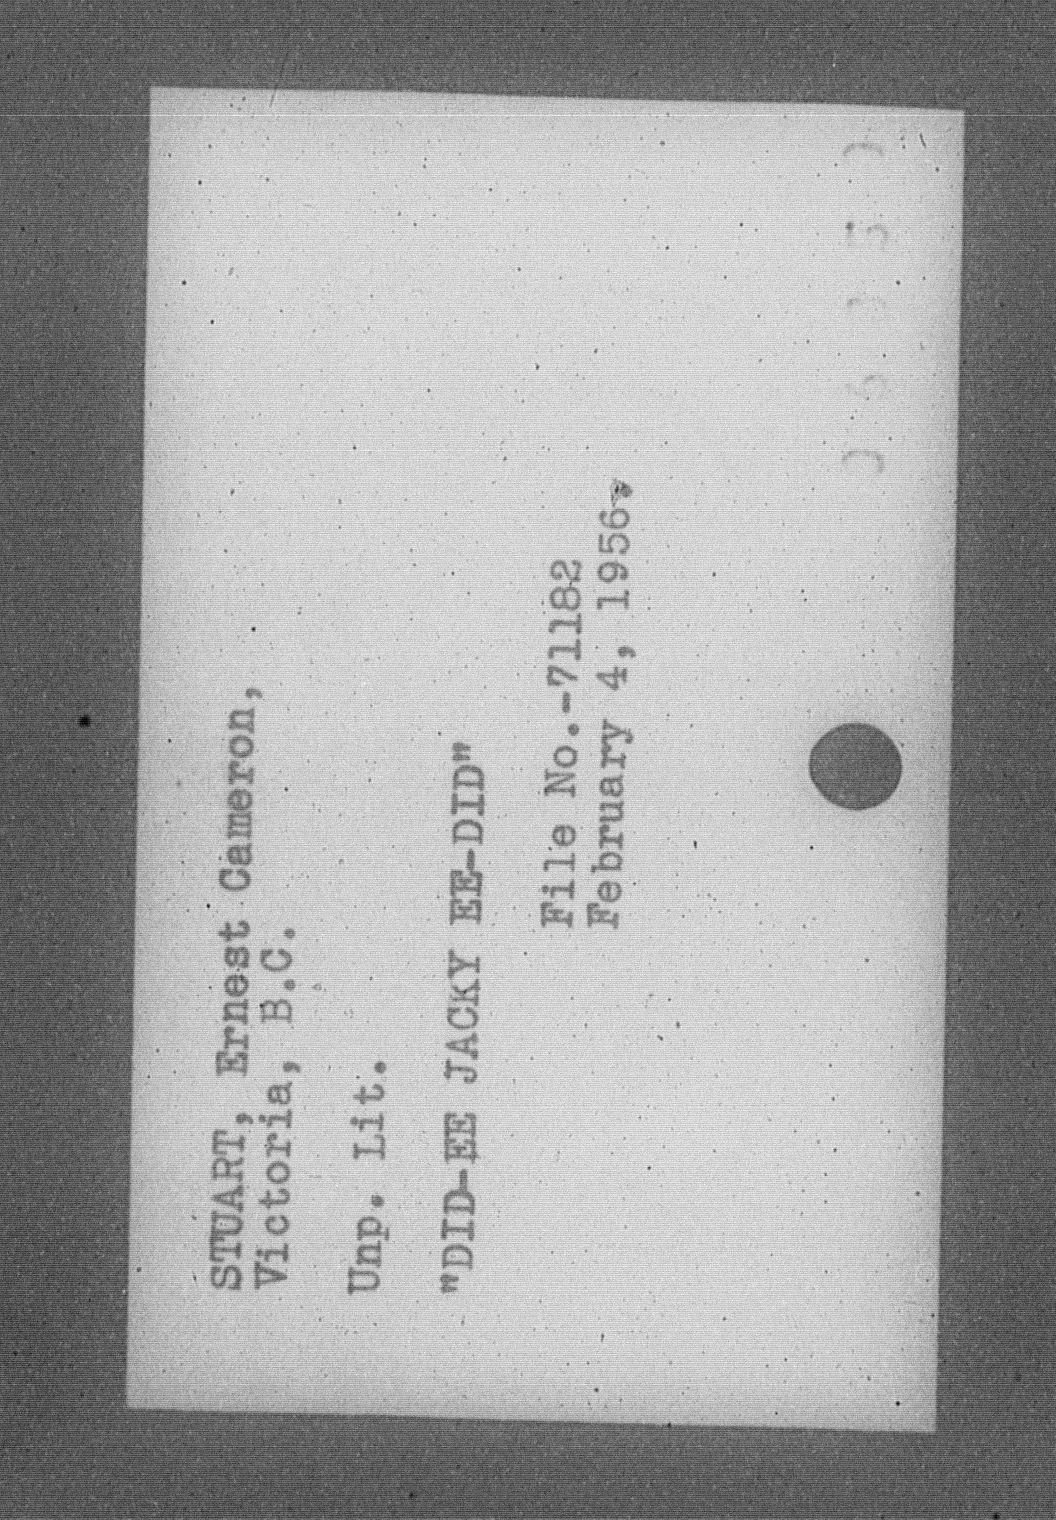 STUART, Ernest Cameron,
Victoria, B.C.
Unp. Lit.
"DID-EE JACKY EE-DID"
File No.-71182
February 4, 1956.